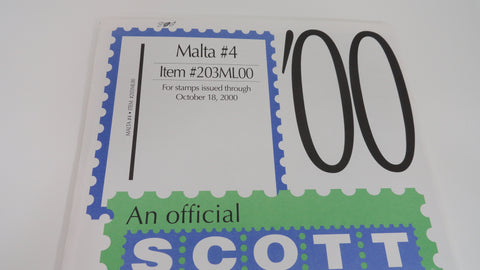 Malta #4
Item #203ML00
For stamps issued through
October 18, 2000
'00
An official
SCOTT